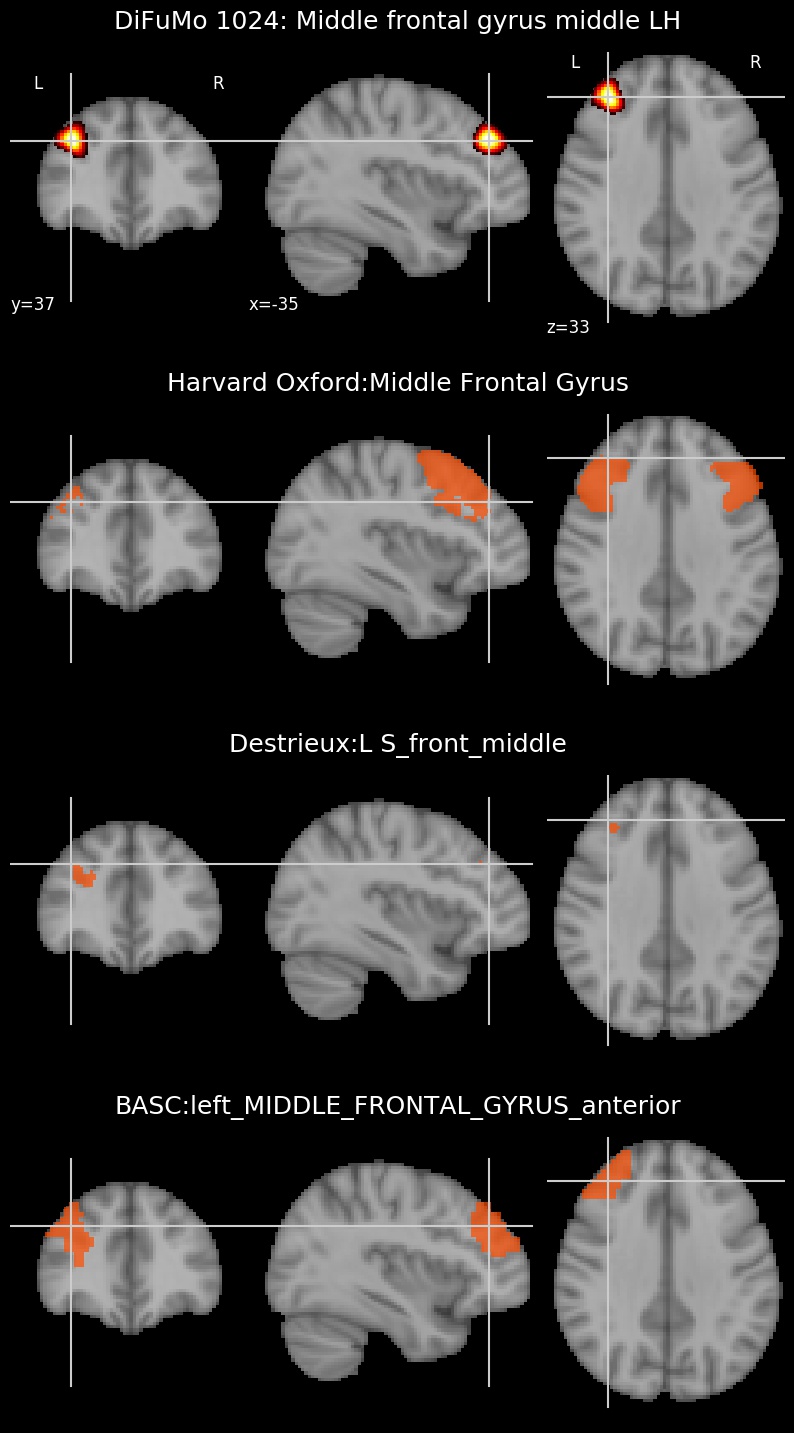 DiFuMo 1024: Middle frontal gyrus middle LH
L R L R
y=37 x=-35 z=33
Harvard Oxford:Middle Frontal Gyrus
Destrieux:L S_front_middle
BASC:left_MIDDLE_FRONTAL_GYRUS_anterior